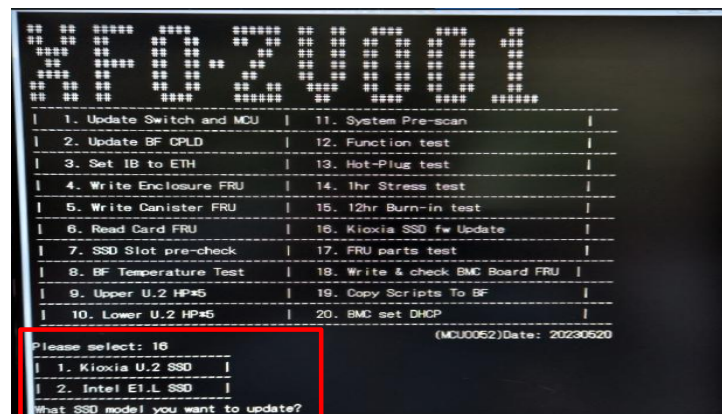 XFO-ZV001
| 1. Update Switch and MCU | 11. System Pre-scan |
| 2. Update BF CPLD | 12. Function test |
| 3. Set IB to ETH | 13. Hot-Plug test |
| 4. Write Enclosure FRU | 14. 1hr Stress test |
| 5. Write Canister FRU | 15. 12hr Burn-in test |
| 6. Read Card FRU | 16. Kioxia SSD fw Update |
| 7. SSD Slot pre-check | 17. FRU parts test |
| 8. BF Temperature Test | 18. Write & check BMC Board FRU |
| 9. Upper U.2 HP*5 | 19. Copy Scripts To BF |
| 10. Lower U.2 HP*5 | 20. BMC set DHCP |
(MCU0052)Date: 20230520
Please select: 16
| 1. Kioxia U.2 SSD |
| 2. Intel E1.L SSD |
What SSD model you want to update?